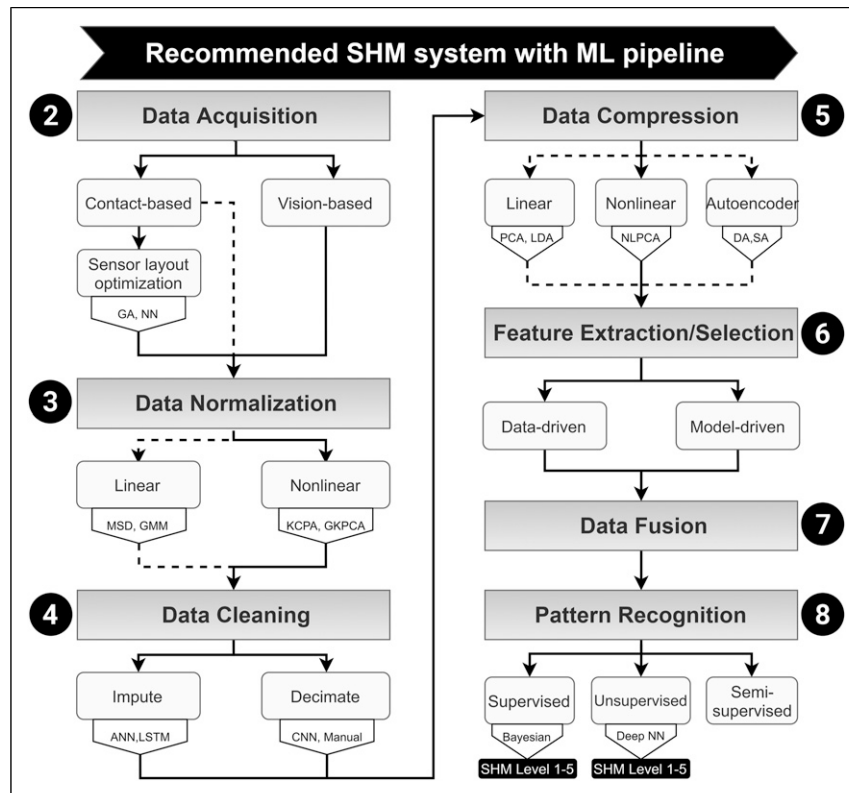 Recommended SHM system with ML pipeline
2
Data Acquisition
Contact-based
Vision-based
Sensor layout
optimization
GA, NN
3
Data Normalization
Linear
Nonlinear
MSD, GMM
KCPA, GKPCA
4
Data Cleaning
Impute
Decimate
ANN,LSTM
CNN, Manual
Data Compression
5
Linear
Nonlinear
Autoencoder
PCA, LDA
NLPCA
DA,SA
Feature Extraction/Selection
6
Data-driven
Model-driven
Data Fusion
7
Pattern Recognition
8
Supervised
Unsupervised
Semi-
supervised
Bayesian
Deep NN
SHM Level 1-5
SHM Level 1-5